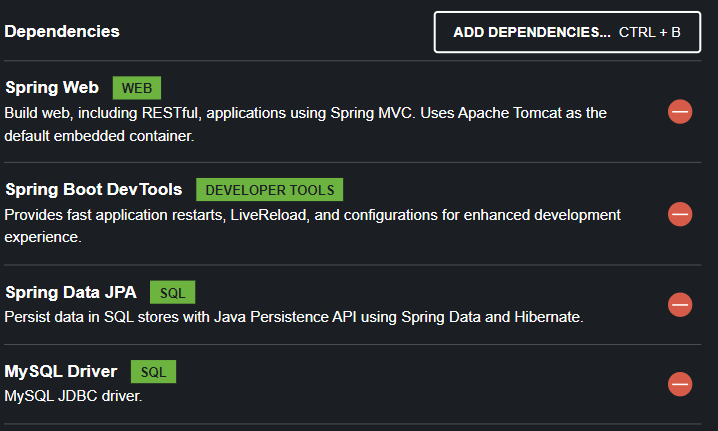 Dependencies
ADD DEPENDENCIES... CTRL + B
Spring Web WEB
Build web, including RESTful, applications using Spring MVC. Uses Apache Tomcat as the
default embedded container.
Spring Boot DevTools DEVELOPER TOOLS
Provides fast application restarts, LiveReload, and configurations for enhanced development
experience.
Spring Data JPA SQL
Persist data in SQL stores with Java Persistence API using Spring Data and Hibernate.
MySQL Driver SQL
MySQL JDBC driver.